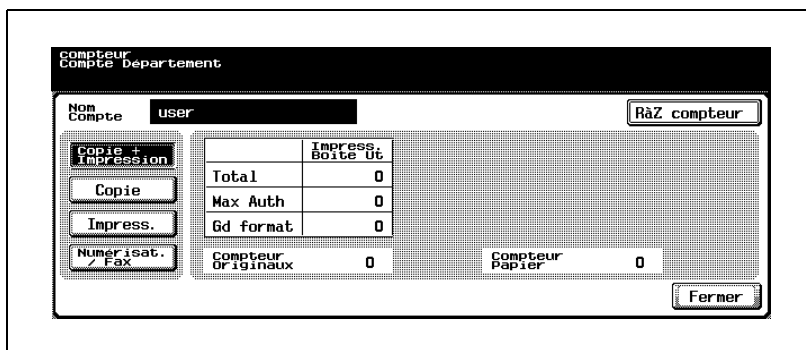 compteur
Compte Département
Nom
Compte
user
RàZ compteur
Copie +
Impression
Copie
Impress.
Numérisat.
/ Fax
Impress.
Boîte Ut
Total 0
Max Auth 0
Gd format 0
Compteur
Originaux
0
Compteur
Papier
0
Fermer